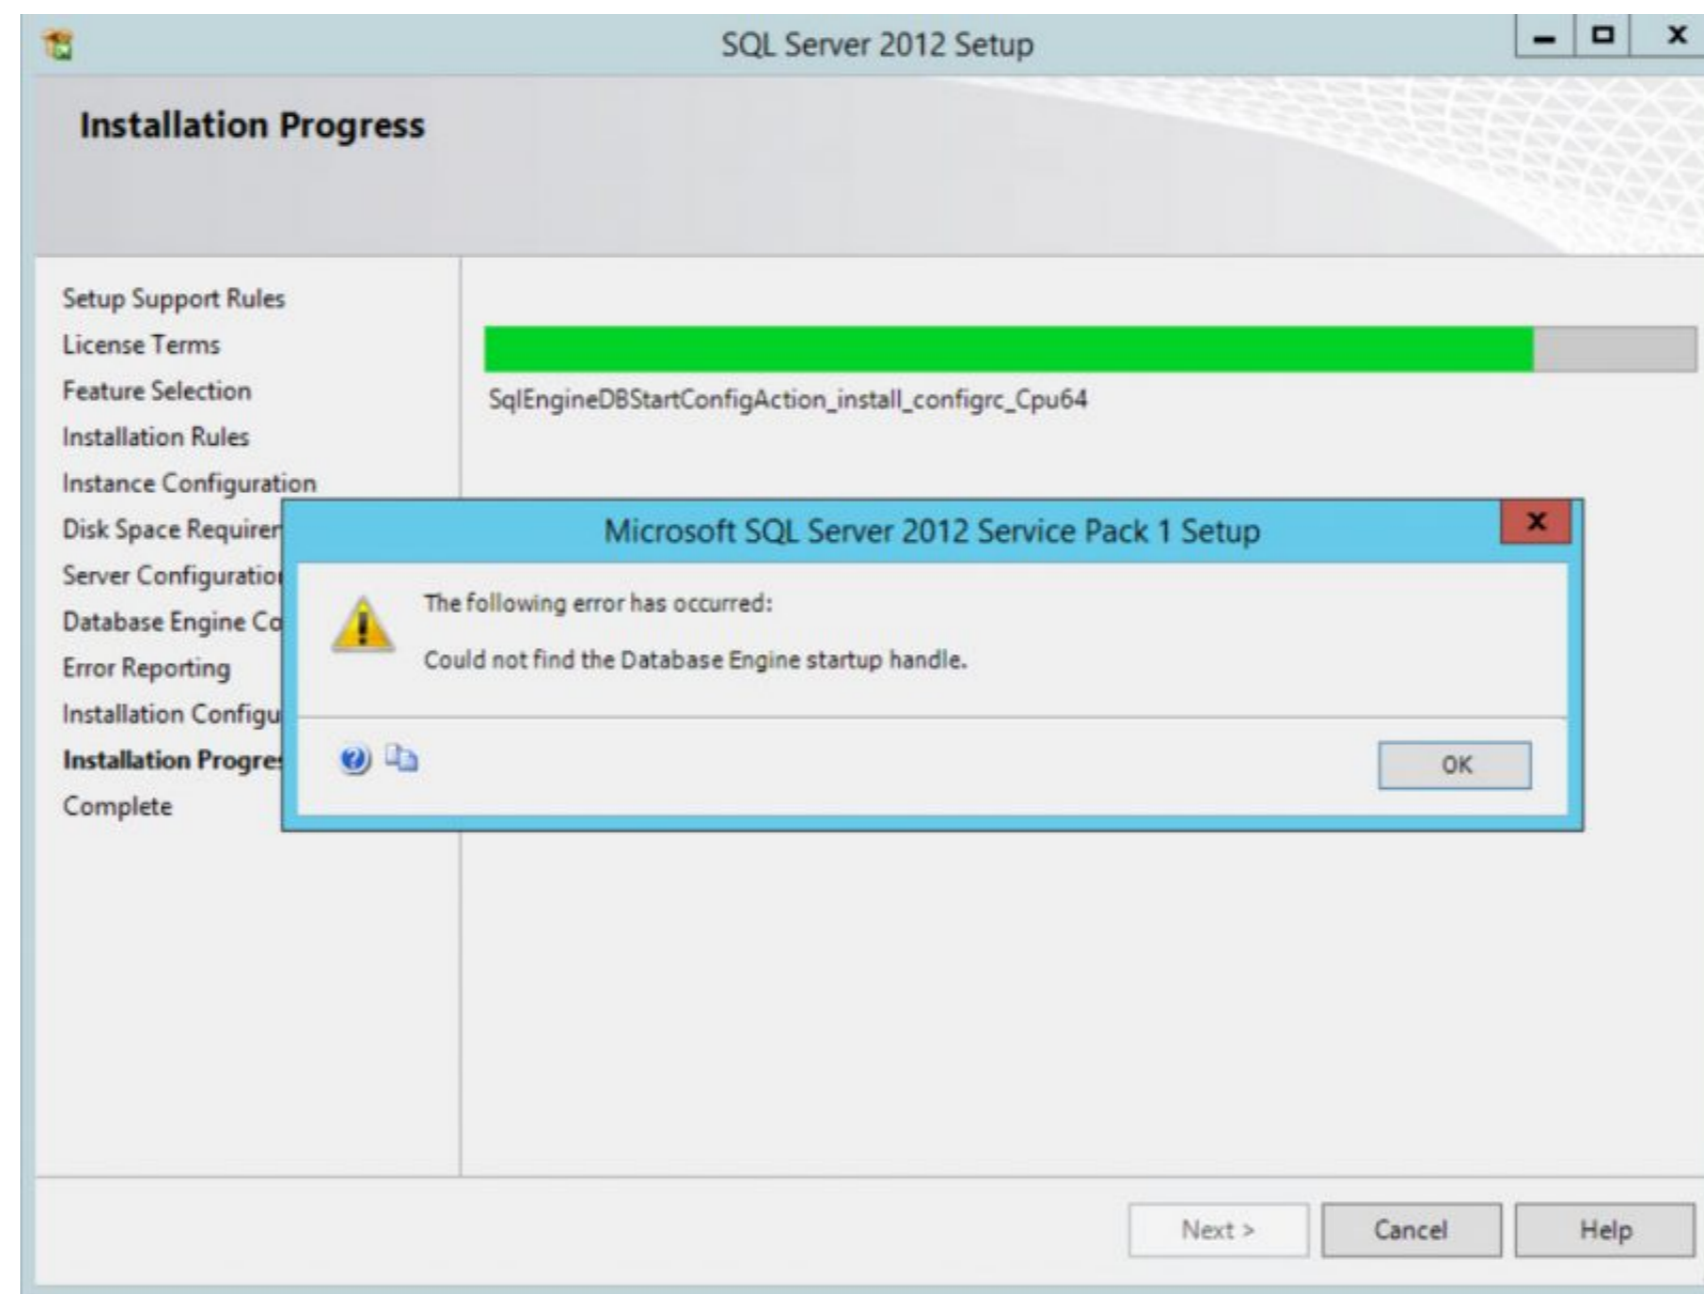 SQL Server 2012 Setup
Installation Progress
Setup Support Rules
License Terms
Feature Selection
Installation Rules
Instance Configuration
Disk Space Requirer
Server Configuration
Database Engine Co
Error Reporting
Installation Configu
Installation Progres
Complete
SqlEngineDBStartConfigAction_install_configrc_Cpu64
Microsoft SQL Server 2012 Service Pack 1 Setup
The following error has occurred:
Could not find the Database Engine startup handle.
OK
Next >
Cancel
Help